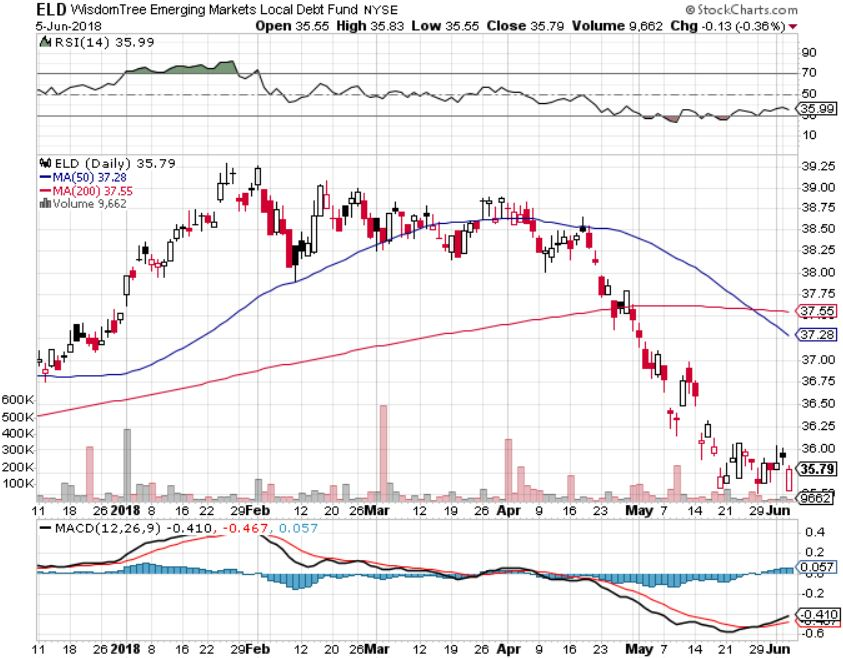 ELD WisdomTree Emerging Markets Local Debt Fund NYSE © StockCharts.com
5-Jun-2018 Open 35.55 High 35.83 Low 35.55 Close 35.79 Volume 9,662 Chg -0.13 (-0.36%)
RSI(14) 35.99
90
70
50
35.99
30
10
ELD (Daily) 35.79
MA(50) 37.28
MA(200) 37.55
Volume 9,662
39.25
39.00
38.75
38.50
38.25
38.00
37.75
37.55
37.28
37.00
36.75
36.50
36.25
36.00
35.79
9662
600K
500K
400K
300K
200K
100K
11 18 26 2018 8 16 22 Feb 12 20 26 Mar 12 19 26 Apr 9 16 23 May 7 14 21 29 Jun
MACD(12,26,9) -0.410, -0.467, 0.057
0.4
0.2
0.057
0.0
-0.2
-0.410
-0.467
-0.6
11 18 26 2018 8 16 22 Feb 12 20 26 Mar 12 19 26 Apr 9 16 23 May 7 14 21 29 Jun